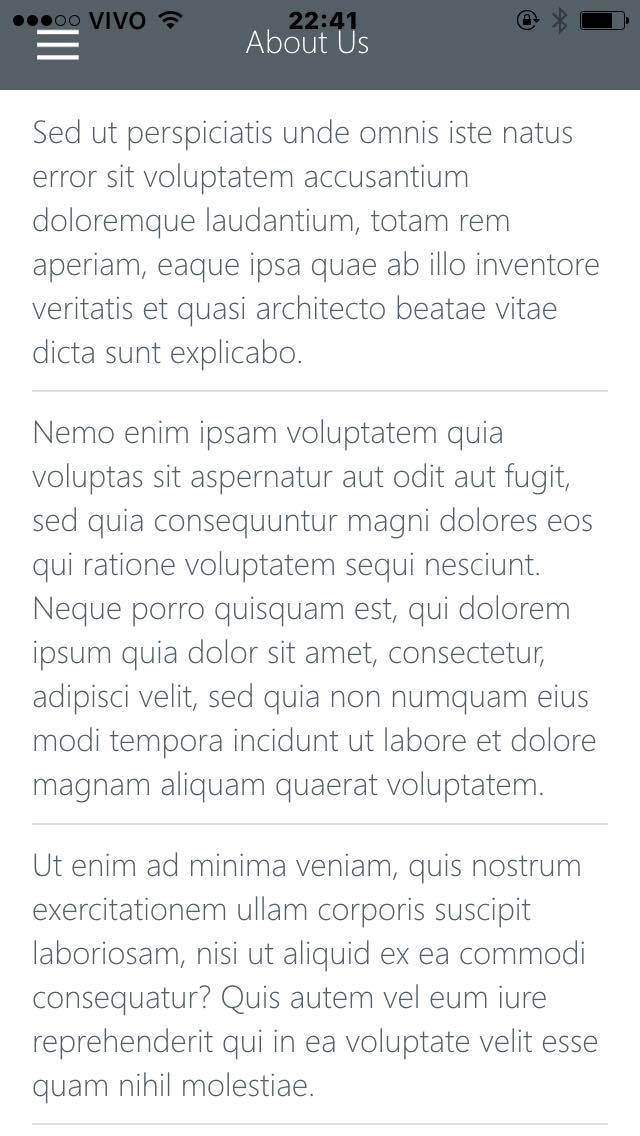 VIVO 22:41
About Us
Sed ut perspiciatis unde omnis iste natus
error sit voluptatem accusantium
doloremque laudantium, totam rem
aperiam, eaque ipsa quae ab illo inventore
veritatis et quasi architecto beatae vitae
dicta sunt explicabo.
Nemo enim ipsam voluptatem quia
voluptas sit aspernatur aut odit aut fugit,
sed quia consequuntur magni dolores eos
qui ratione voluptatem sequi nesciunt.
Neque porro quisquam est, qui dolorem
ipsum quia dolor sit amet, consectetur,
adipisci velit, sed quia non numquam eius
modi tempora incidunt ut labore et dolore
magnam aliquam quaerat voluptatem.
Ut enim ad minima veniam, quis nostrum
exercitationem ullam corporis suscipit
laboriosam, nisi ut aliquid ex ea commodi
consequatur? Quis autem vel eum iure
reprehenderit qui in ea voluptate velit esse
quam nihil molestiae.